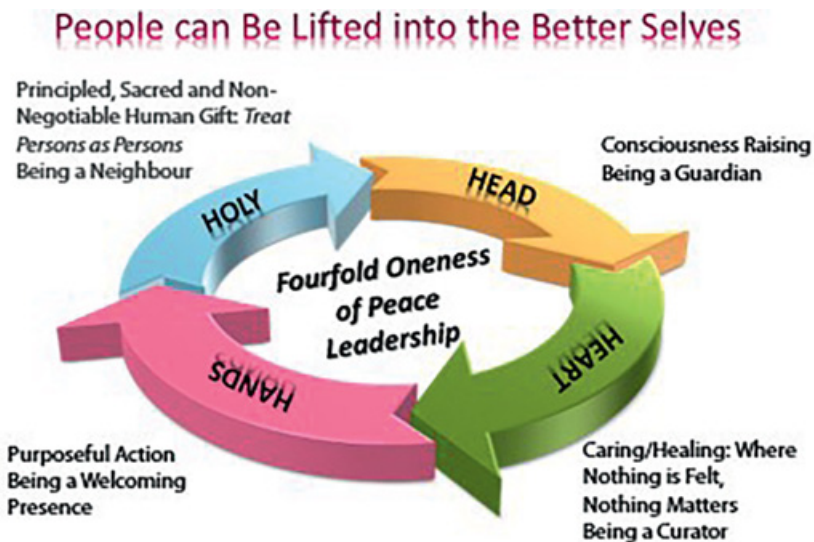 People can Be Lifted into the Better Selves
Principled, Sacred and Non-
Negotiable Human Gift: Treat
Persons as Persons
Being a Neighbour
Consciousness Raising
Being a Guardian
HOLY
HEAD
Fourfold Oneness
of Peace
Leadership
HEART
HANDS
Purposeful Action
Being a Welcoming
Presence
Caring/Healing: Where
Nothing is Felt,
Nothing Matters
Being a Curator